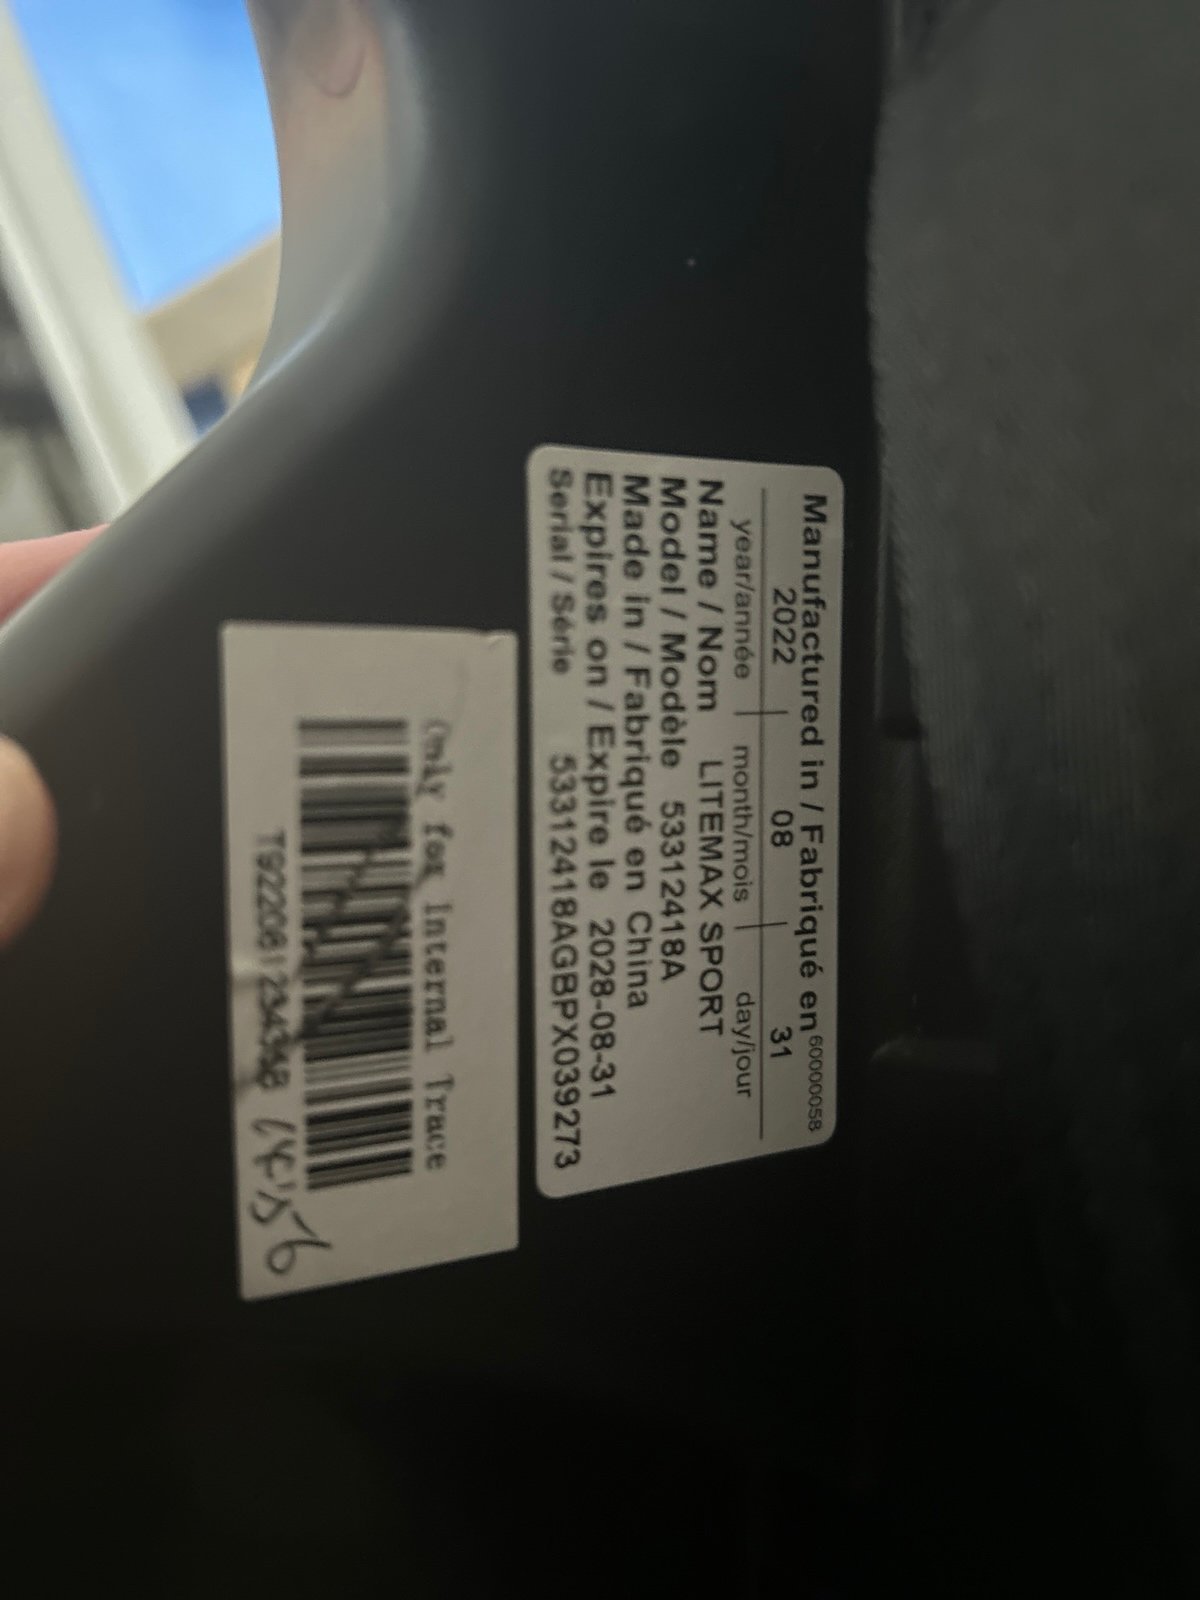 Manufactured in / Fabriqué en 60000058
2022 08 31
year/année month/mois day/jour
Name / Nom LITEMAX SPORT
Model / Modèle 53312418A
Made in / Fabriqué en China
Expires on / Expire le 2028-08-31
Serial / Série 53312418AGBPX039273
Only for Internal Trace